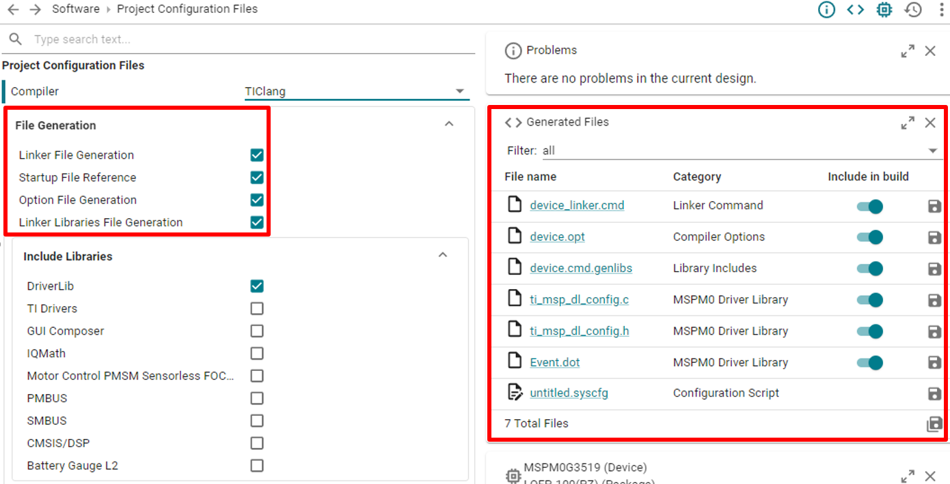 Software ▸ Project Configuration Files
Type search text...
Project Configuration Files
Compiler TIClang
File Generation
Linker File Generation
Startup File Reference
Option File Generation
Linker Libraries File Generation
Include Libraries
DriverLib
TI Drivers
GUI Composer
IQMath
Motor Control PMSM Sensorless FOC...
PMBUS
SMBUS
CMSIS/DSP
Battery Gauge L2
Problems
There are no problems in the current design.
Generated Files
Filter: all
File name Category Include in build
device_linker.cmd Linker Command
device.opt Compiler Options
device.cmd.genlibs Library Includes
ti_msp_dl_config.c MSPM0 Driver Library
ti_msp_dl_config.h MSPM0 Driver Library
Event.dot MSPM0 Driver Library
untitled.syscfg Configuration Script
7 Total Files
MSPM0G3519 (Device)